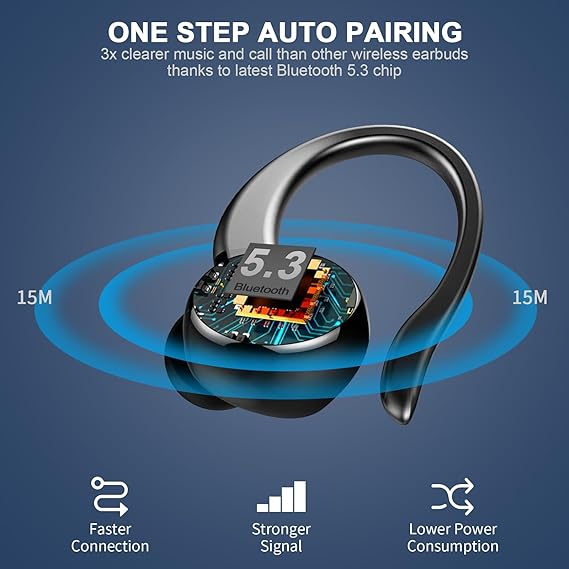 ONE STEP AUTO PAIRING
3x clearer music and call than other wireless earbuds
thanks to latest Bluetooth 5.3 chip
5.3
Bluetooth
15M
15M
Faster
Connection
Stronger
Signal
Lower Power
Consumption